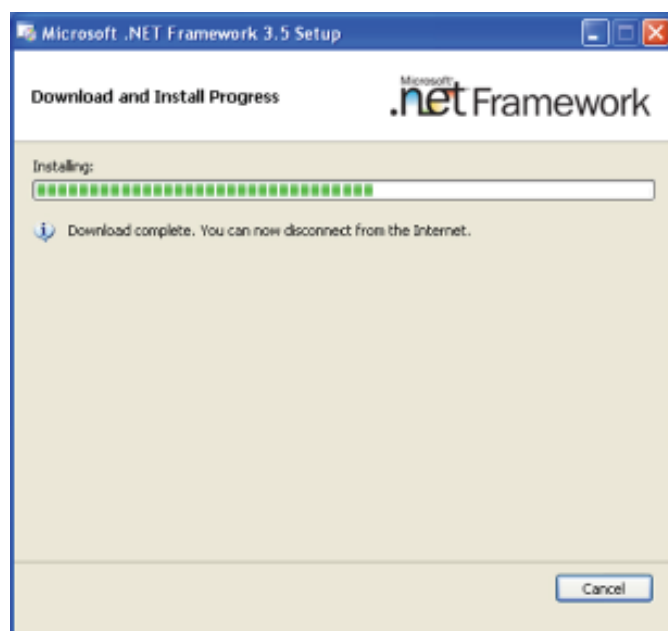 Microsoft .NET Framework 3.5 Setup
Download and Install Progress
Microsoft
.net Framework
Installing:
Download complete. You can now disconnect from the Internet.
Cancel